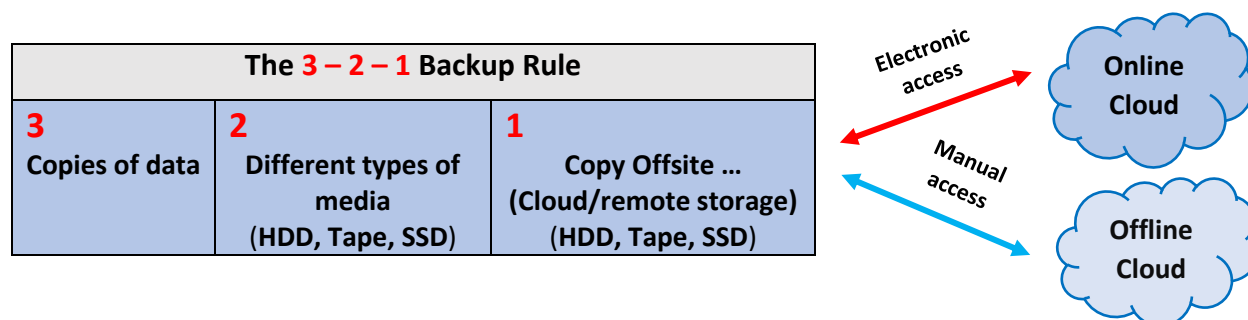 The 3 – 2 – 1 Backup Rule
3
Copies of data
2
Different types of
media
(HDD, Tape, SSD)
1
Copy Offsite ...
(Cloud/remote storage)
(HDD, Tape, SSD)
Electronic
access
Manual
access
Online
Cloud
Offline
Cloud